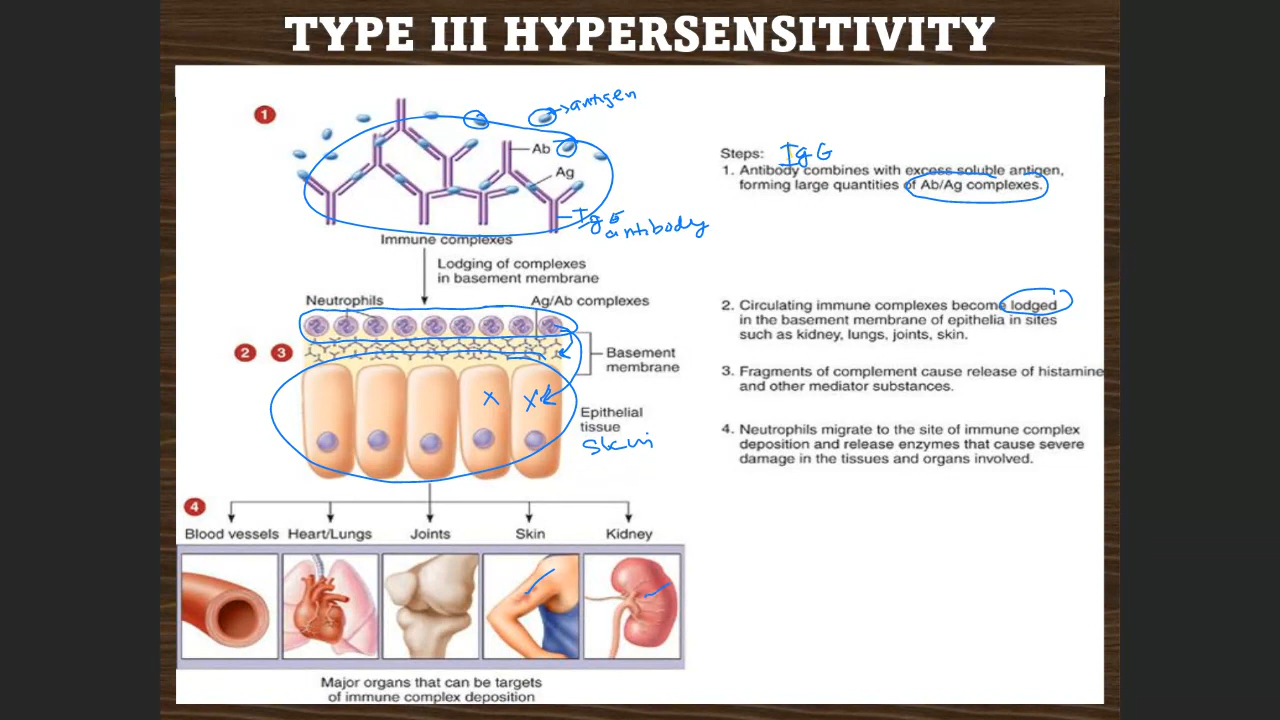 TYPE III HYPERSENSITIVITY
1
antigen
Ab
Ag
IgG
antibody
Immune complexes
Lodging of complexes
in basement membrane
Neutrophils
Ag/Ab complexes
2
3
Basement
membrane
Epithelial
tissue
Skin
4
Blood vessels
Heart/Lungs
Joints
Skin
Kidney
Major organs that can be targets
of immune complex deposition
IgG
Steps:
1. Antibody combines with excess soluble antigen,
forming large quantities of Ab/Ag complexes.
2. Circulating immune complexes become lodged
in the basement membrane of epithelia in sites
such as kidney, lungs, joints, skin.
3. Fragments of complement cause release of histamine
and other mediator substances.
4. Neutrophils migrate to the site of immune complex
deposition and release enzymes that cause severe
damage in the tissues and organs involved.